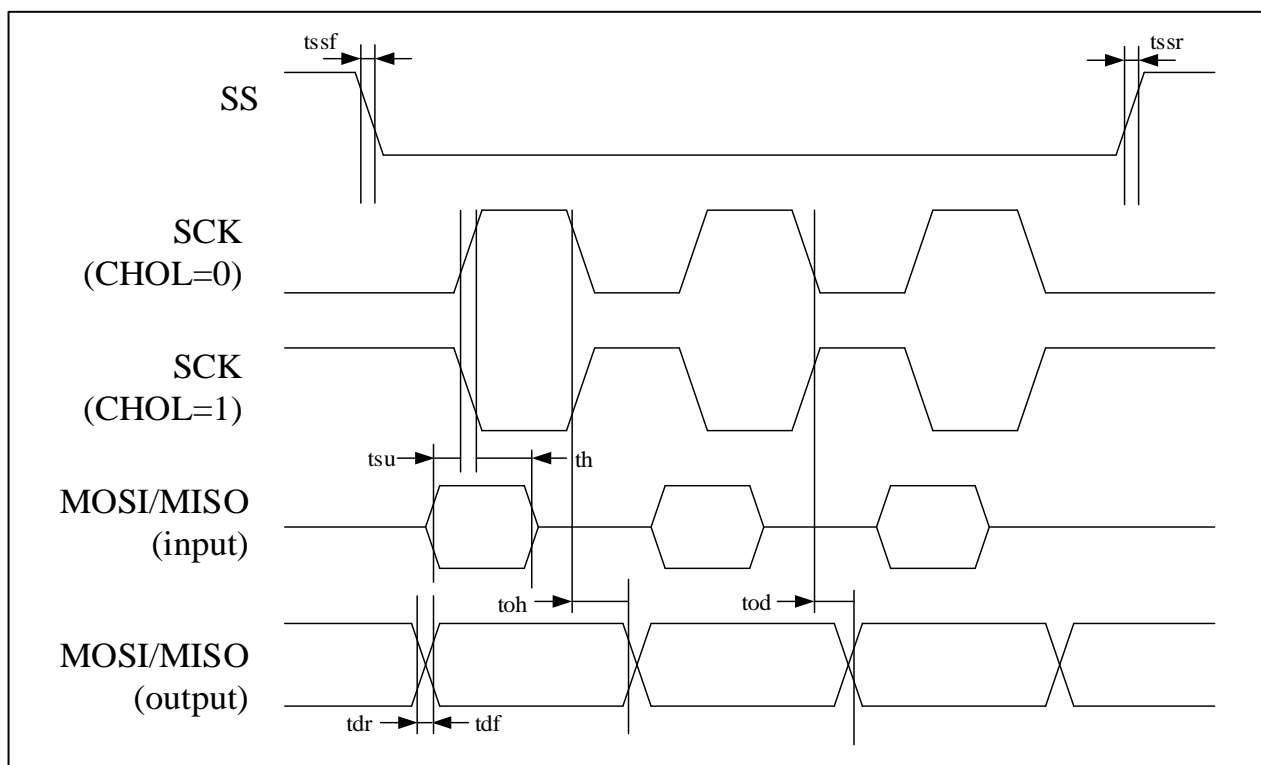 tssf
tssr
SS
SCK
(CHOL=0)
SCK
(CHOL=1)
tsu
th
MOSI/MISO
(input)
toh
tod
MOSI/MISO
(output)
tdr
tdf